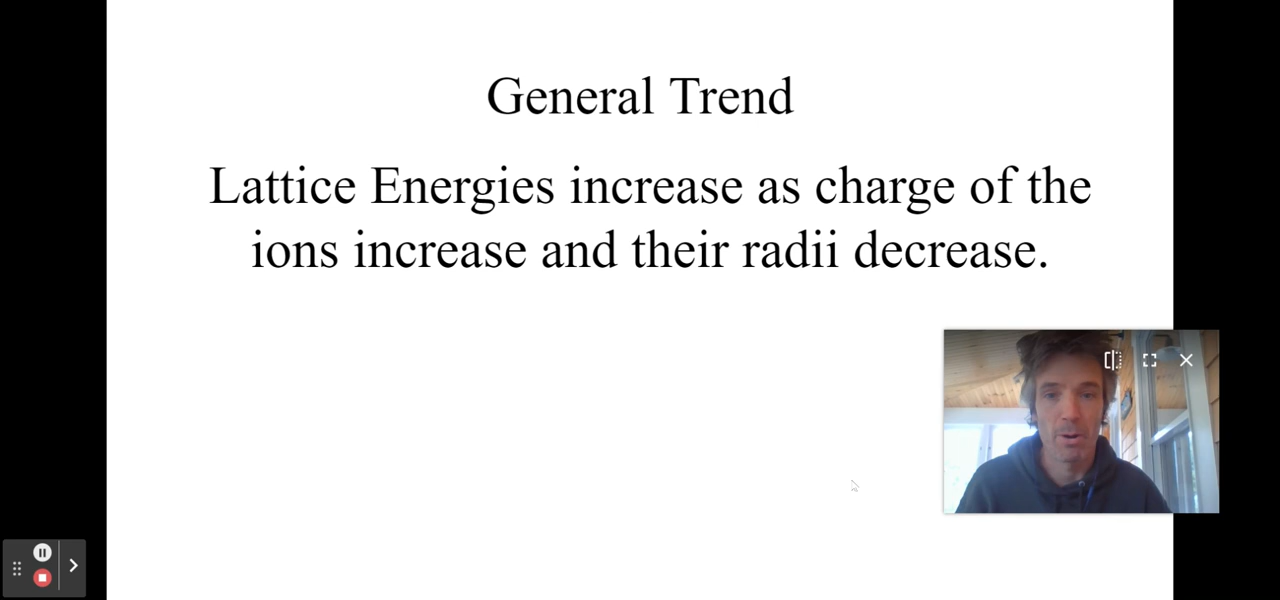 General Trend
Lattice Energies increase as charge of the
ions increase and their radii decrease.